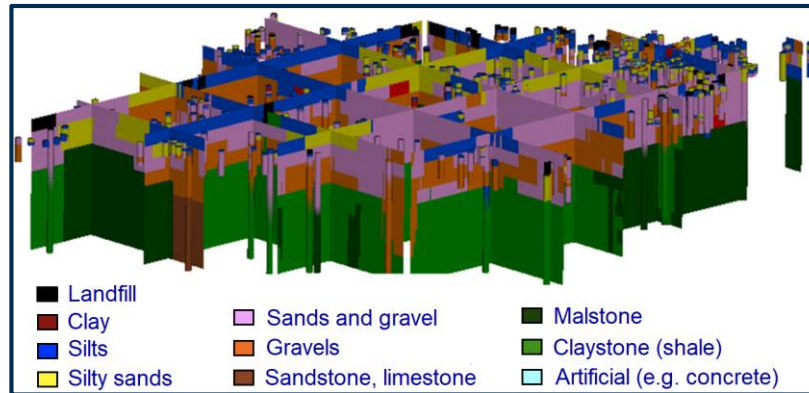 Landfill
Clay
Silts
Silty sands
Sands and gravel
Gravels
Sandstone, limestone
Malstone
Claystone (shale)
Artificial (e.g. concrete)